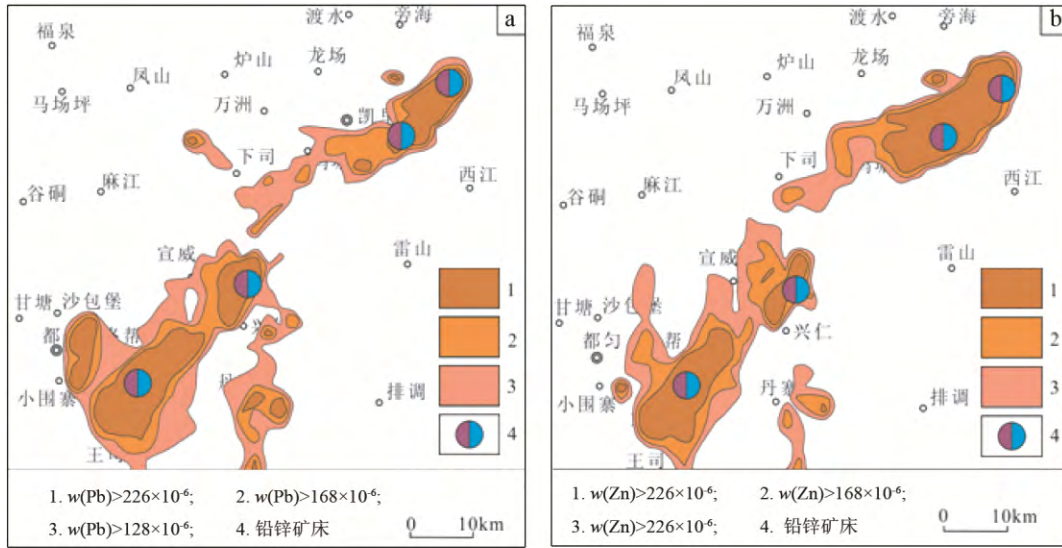 a
渡水
旁海
福泉
龙场
炉山
凤山
马场坪
万洲
凯
下司
麻江
谷硐
西江
宣威
雷山
甘塘
沙包堡
都
帮
兴
小围寨
丹
排调
王司
1
2
3
4
1. w(Pb)>226×10⁻⁶; 2. w(Pb)>168×10⁻⁶;
3. w(Pb)>128×10⁻⁶; 4. 铅锌矿床
0 10km
b
渡水
旁海
福泉
龙场
炉山
凤山
马场坪
万洲
下司
麻江
谷硐
西江
宣威
雷山
甘塘
沙包堡
都匀
帮
兴仁
小围寨
丹寨
排调
王司
1
2
3
4
1. w(Zn)>226×10⁻⁶; 2. w(Zn)>168×10⁻⁶;
3. w(Zn)>226×10⁻⁶; 4. 铅锌矿床
0 10km